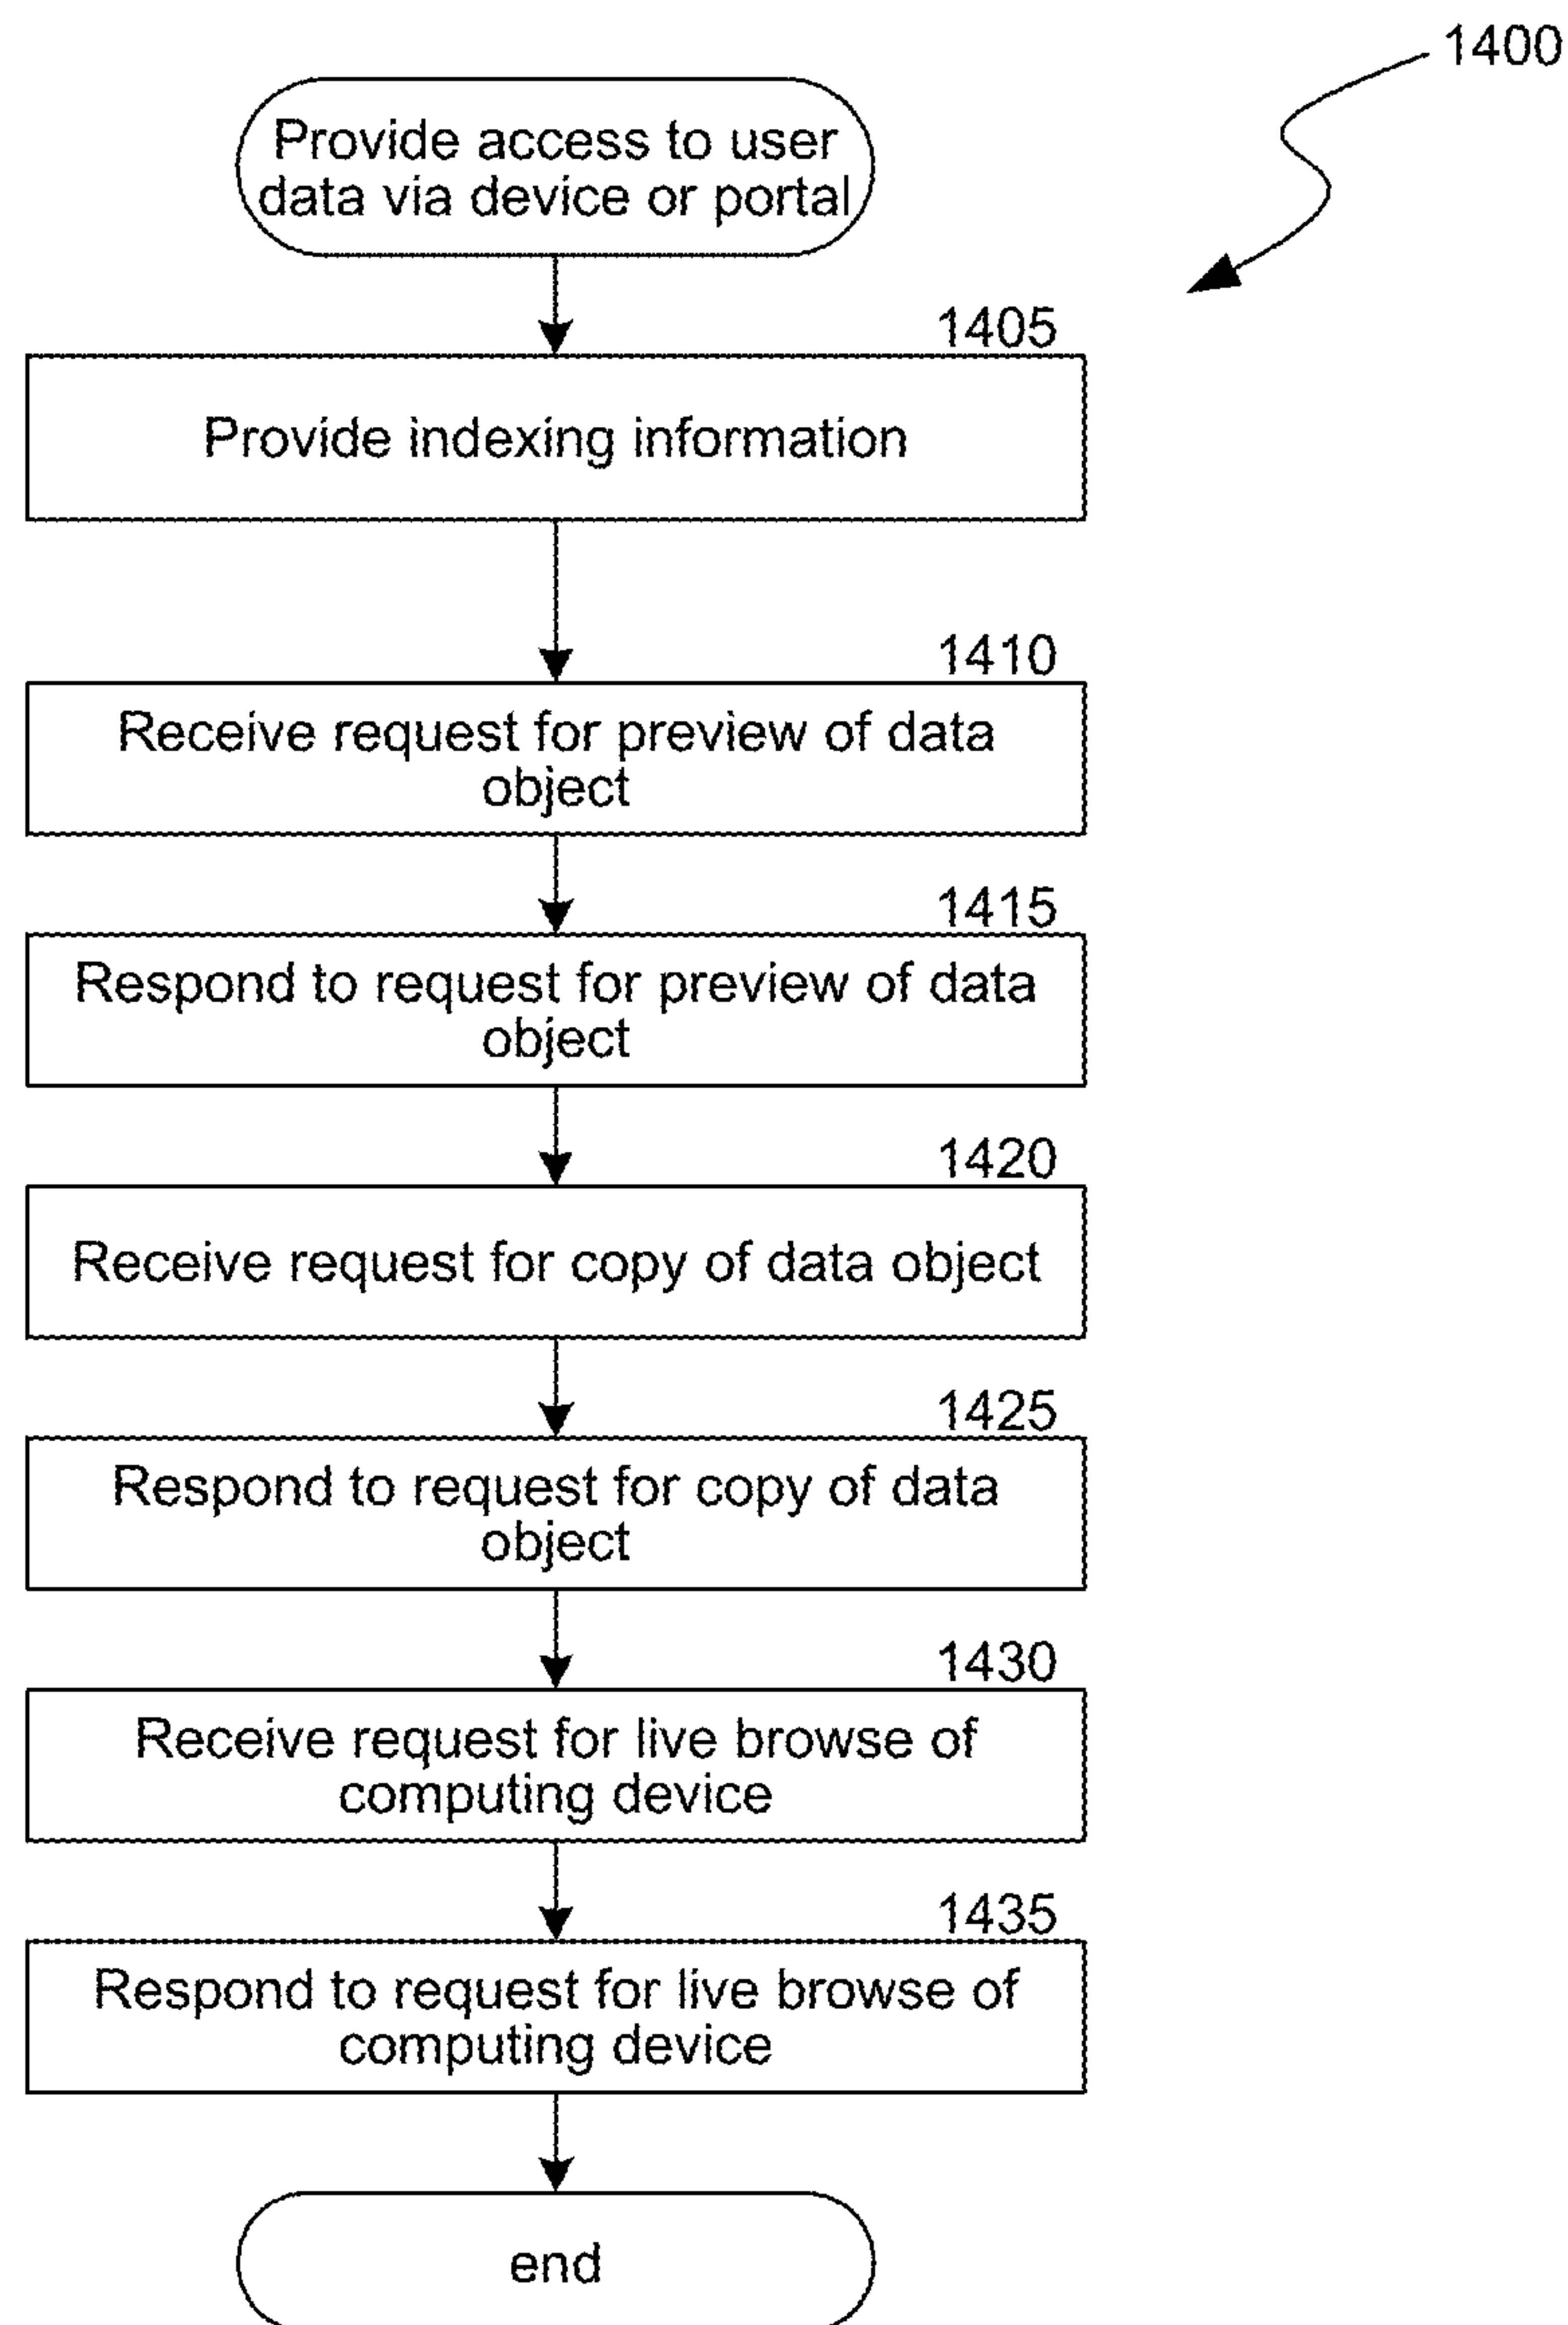 1400
Provide access to user
data via device or portal
1405
Provide indexing information
1410
Receive request for preview of data
object
1415
Respond to request for preview of data
object
1420
Receive request for copy of data object
1425
Respond to request for copy of data
object
1430
Receive request for live browse of
computing device
1435
Respond to request for live browse of
computing device
end